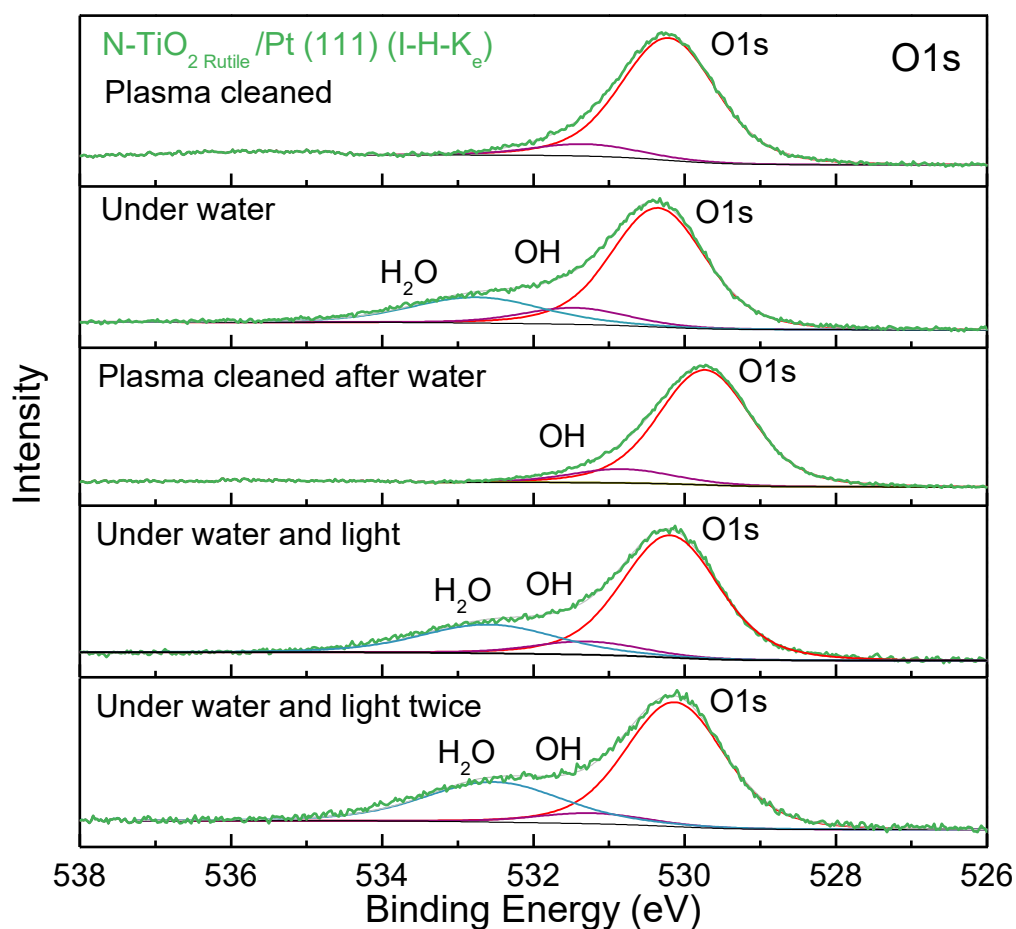 N-TiO2 Rutile /Pt (111) (I-H-Ke)
O1s
O1s
Plasma cleaned
Under water
O1s
OH
H2O
Plasma cleaned after water
O1s
OH
Under water and light
O1s
OH
H2O
Under water and light twice
O1s
OH
H2O
Intensity
538 536 534 532 530 528 526
Binding Energy (eV)